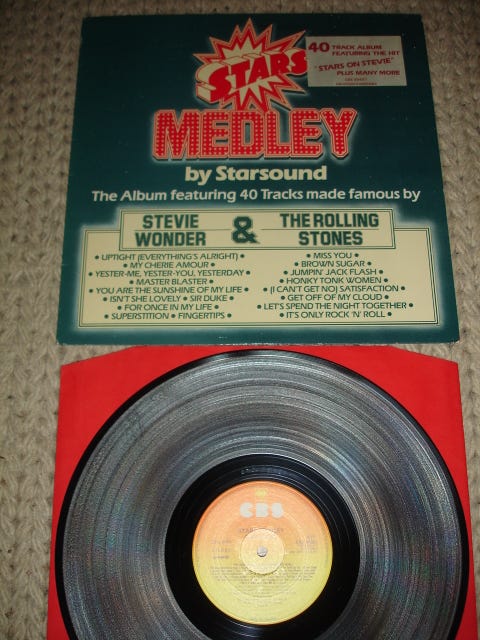 STARS
40 TRACK ALBUM
FEATURING THE HIT
"STARS ON STEVIE"
PLUS MANY MORE
MEDLEY
by Starsound
The Album featuring 40 Tracks made famous by
STEVIE WONDER & THE ROLLING STONES
• UPTIGHT (EVERYTHING'S ALRIGHT) •
MY CHERIE AMOUR •
YESTER-ME, YESTER-YOU, YESTERDAY •
• MASTER BLASTER •
YOU ARE THE SUNSHINE OF MY LIFE •
• ISN'T SHE LOVELY • SIR DUKE •
• FOR ONCE IN MY LIFE •
SUPERSTITION • FINGERTIPS •
• MISS YOU •
• BROWN SUGAR •
JUMPIN' JACK FLASH •
• HONKY TONK WOMEN •
• (I CAN'T GET NO) SATISFACTION •
• GET OFF OF MY CLOUD •
LET'S SPEND THE NIGHT TOGETHER •
• IT'S ONLY ROCK 'N' ROLL •
CBS